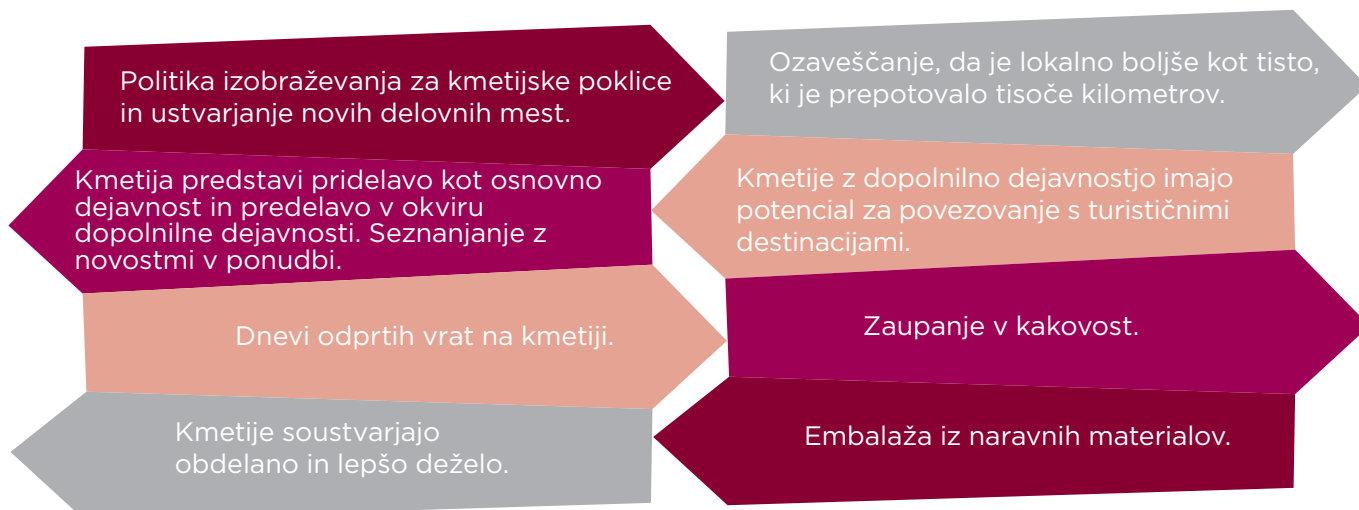 Politika izobraževanja za kmetijske poklice
in ustvarjanje novih delovnih mest.
Kmetija predstavi pridelavo kot osnovno
dejavnost in predelavo v okviru
dopolnilne dejavnosti. Seznanjanje z
novostmi v ponudbi.
Dnevi odprtih vrat na kmetiji.
Kmetije soustvarjajo
obdelano in lepšo deželo.
Ozaveščanje, da je lokalno boljše kot tisto,
ki je prepotovalo tisoče kilometrov.
Kmetije z dopolnilno dejavnostjo imajo
potencial za povezovanje s turističnimi
destinacijami.
Zaupanje v kakovost.
Embalaža iz naravnih materialov.